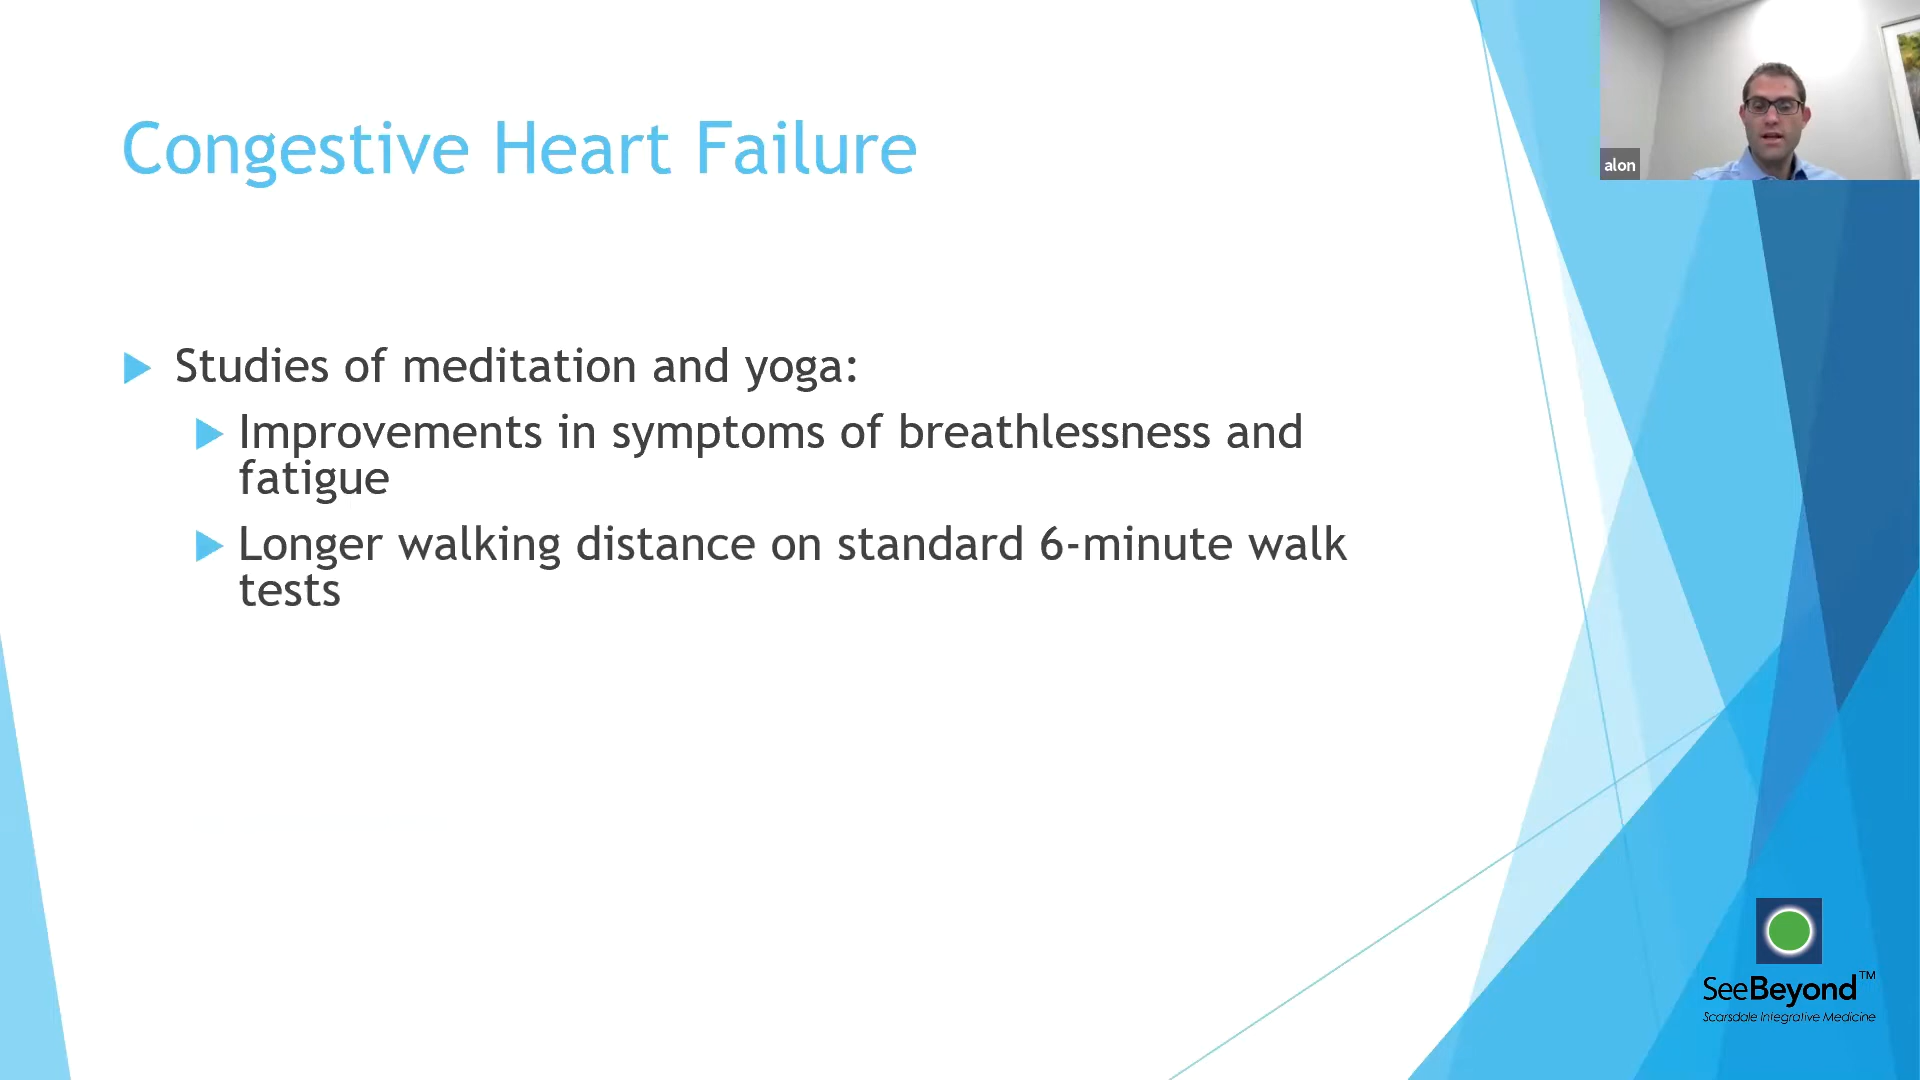 Congestive Heart Failure
alon
Studies of meditation and yoga:
Improvements in symptoms of breathlessness and
fatigue
Longer walking distance on standard 6-minute walk
tests
SeeBeyond™
Scarsdale Integrative Medicine